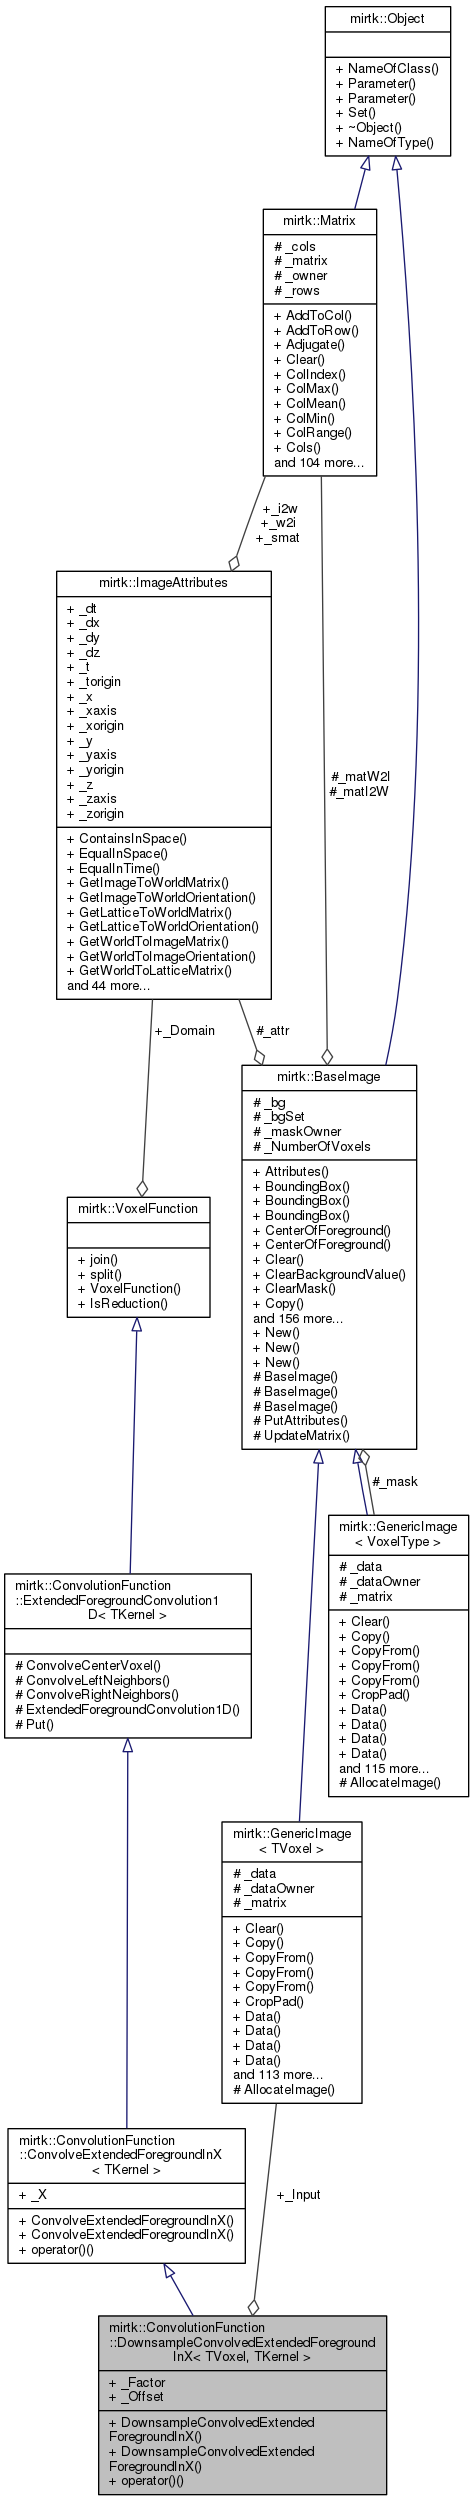 mirtk::Object
+ NameOfClass()
+ Parameter()
+ Parameter()
+ Set()
+ ~Object()
+ NameOfType()
mirtk::Matrix
# _cols
# _matrix
# _owner
# _rows
+ AddToCol()
+ AddToRow()
+ Adjugate()
+ Clear()
+ ColIndex()
+ ColMax()
+ ColMean()
+ ColMin()
+ ColRange()
+ Cols()
and 104 more...
+_i2w
+_w2i
+_smat
mirtk::ImageAttributes
+ _dt
+ _dx
+ _dy
+ _dz
+ _t
+ _torigin
+ _x
+ _xaxis
+ _xorigin
+ _y
+ _yaxis
+ _yorigin
+ _z
+ _zaxis
+ _zorigin
+ ContainsInSpace()
+ EqualInSpace()
+ EqualInTime()
+ GetImageToWorldMatrix()
+ GetImageToWorldOrientation()
+ GetLatticeToWorldMatrix()
+ GetLatticeToWorldOrientation()
+ GetWorldToImageMatrix()
+ GetWorldToImageOrientation()
+ GetWorldToLatticeMatrix()
and 44 more...
#_matW2I
#_matI2W
+_Domain
#_attr
mirtk::BaseImage
# _bg
# _bgSet
# _maskOwner
# _NumberOfVoxels
+ Attributes()
+ BoundingBox()
+ BoundingBox()
+ BoundingBox()
+ CenterOfForeground()
+ CenterOfForeground()
+ Clear()
+ ClearBackgroundValue()
+ ClearMask()
+ Copy()
and 156 more...
+ New()
+ New()
+ New()
# BaseImage()
# BaseImage()
# BaseImage()
# PutAttributes()
# UpdateMatrix()
mirtk::VoxelFunction
+ join()
+ split()
+ VoxelFunction()
+ IsReduction()
#_mask
mirtk::GenericImage
< VoxelType >
# _data
# _dataOwner
# _matrix
+ Clear()
+ Copy()
+ CopyFrom()
+ CopyFrom()
+ CopyFrom()
+ CropPad()
+ Data()
+ Data()
+ Data()
+ Data()
and 115 more...
# AllocateImage()
mirtk::ConvolutionFunction
::ExtendedForegroundConvolution1
D< TKernel >
# ConvolveCenterVoxel()
# ConvolveLeftNeighbors()
# ConvolveRightNeighbors()
# ExtendedForegroundConvolution1D()
# Put()
mirtk::GenericImage
< TVoxel >
# _data
# _dataOwner
# _matrix
+ Clear()
+ Copy()
+ CopyFrom()
+ CopyFrom()
+ CopyFrom()
+ CropPad()
+ Data()
+ Data()
+ Data()
+ Data()
and 113 more...
# AllocateImage()
mirtk::ConvolutionFunction
::ConvolveExtendedForegroundInX
< TKernel >
+ _X
+ ConvolveExtendedForegroundInX()
+ ConvolveExtendedForegroundInX()
+ operator()()
+_Input
mirtk::ConvolutionFunction
::DownsampleConvolvedExtendedForeground
InX< TVoxel, TKernel >
+ _Factor
+ _Offset
+ DownsampleConvolvedExtended
ForegroundInX()
+ DownsampleConvolvedExtended
ForegroundInX()
+ operator()()